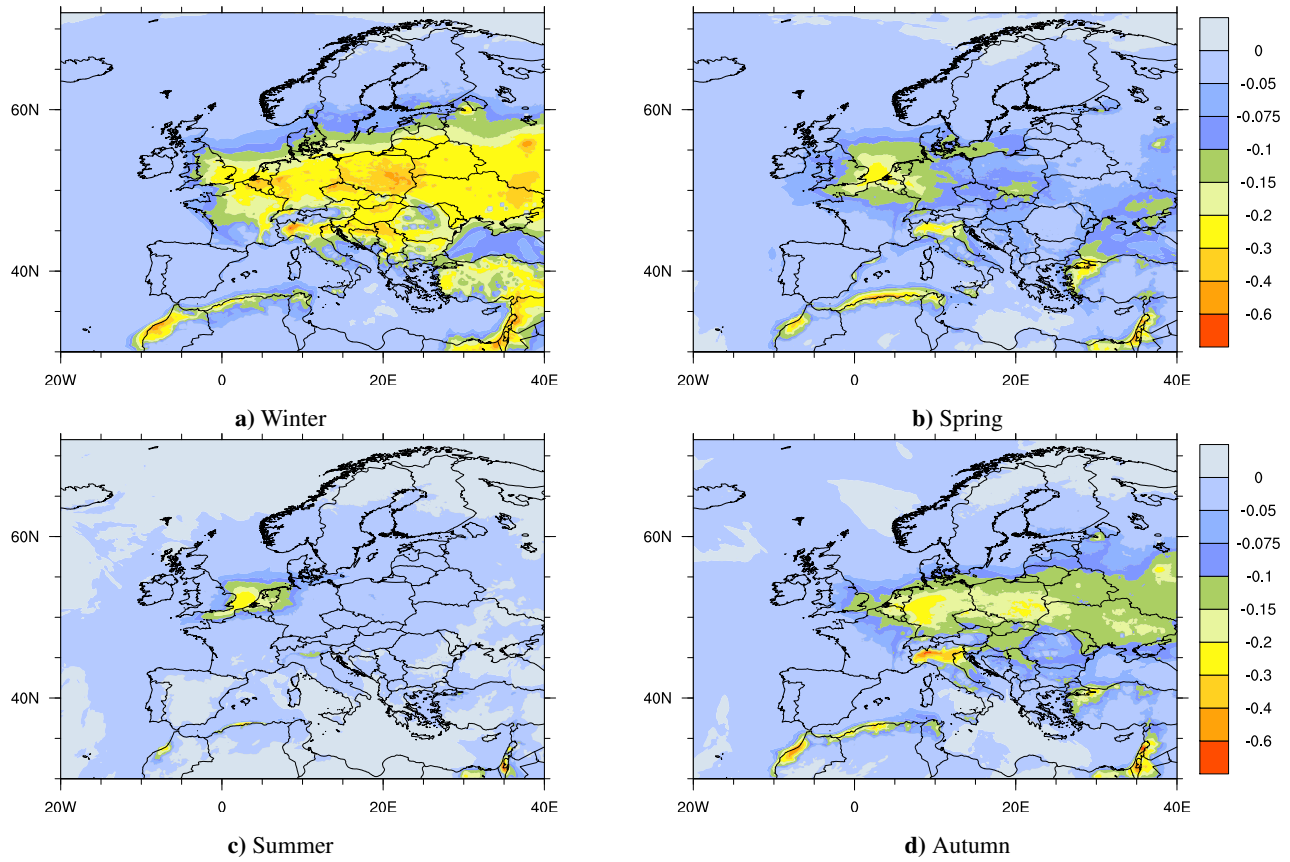 60N
40N
20W 0 20E 40E
a) Winter
60N
40N
20W 0 20E 40E
b) Spring
0
-0.05
-0.075
-0.1
-0.15
-0.2
-0.3
-0.4
-0.6
60N
40N
20W 0 20E 40E
c) Summer
60N
40N
20W 0 20E 40E
d) Autumn
0
-0.05
-0.075
-0.1
-0.15
-0.2
-0.3
-0.4
-0.6